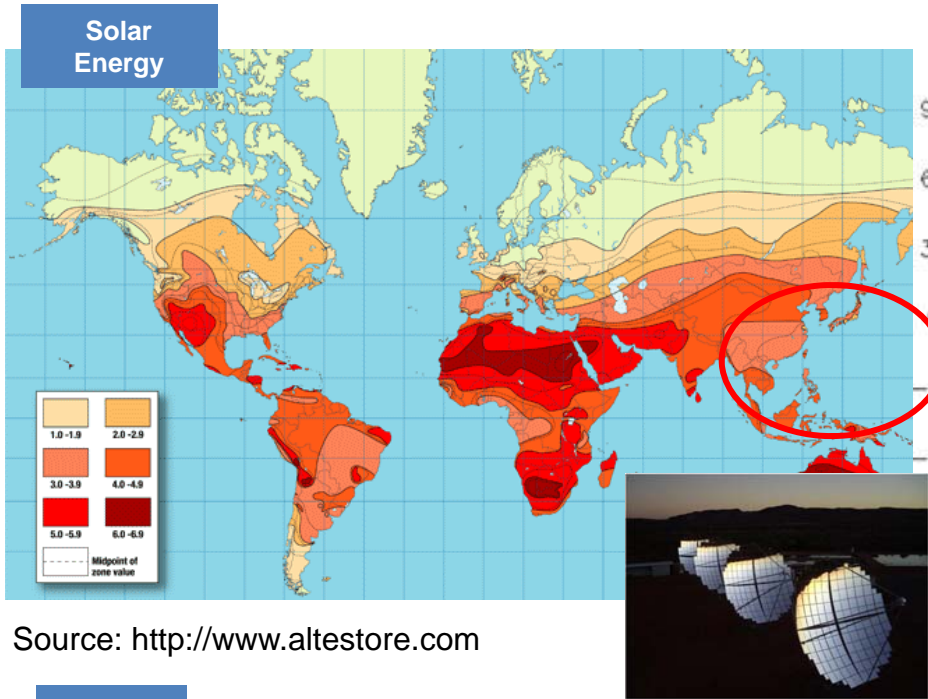 Solar
Energy
1.0 -1.9
2.0 -2.9
3.0 -3.9
4.0 -4.9
5.0 -5.9
6.0 -6.9
Midpoint of
zone value
Source: http://www.altestore.com